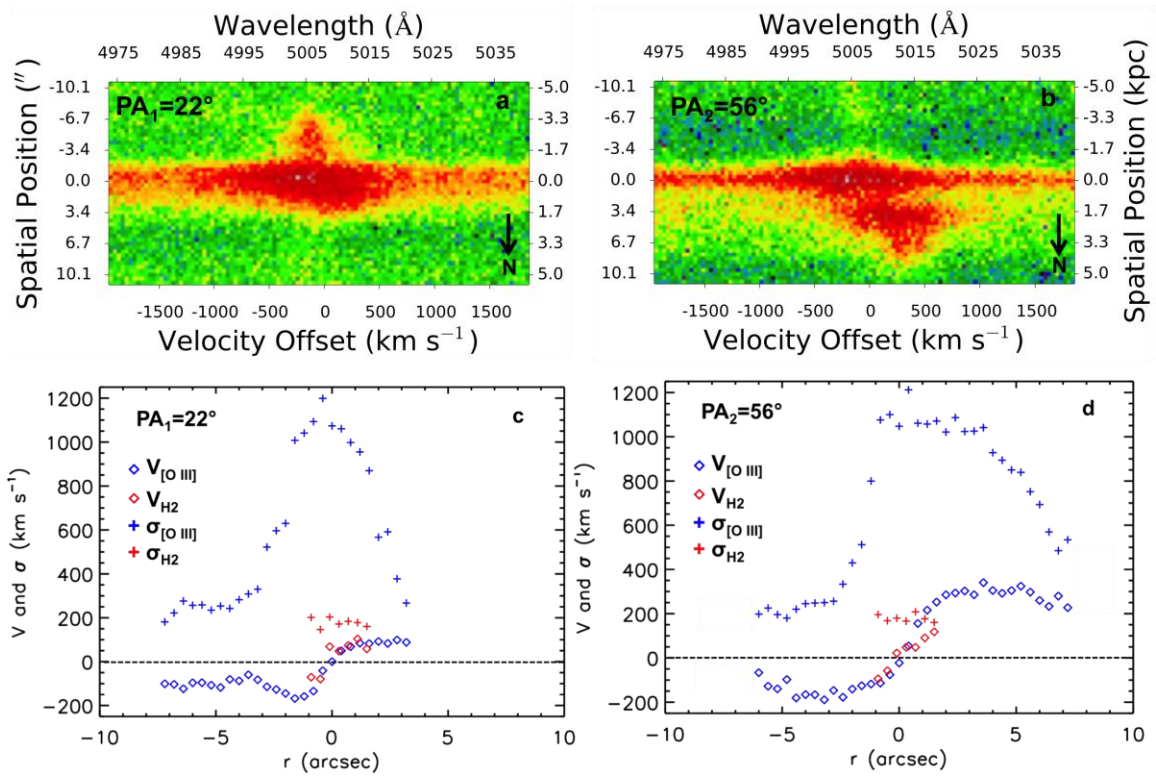 Wavelength (Å)
4975 4985 4995 5005 5015 5025 5035
Spatial Position (″)
-10.1
-6.7
-3.4
0.0
3.4
6.7
10.1
PA1=22°
a
-5.0
-3.3
-1.7
0.0
1.7
3.3
5.0
N
-1500 -1000 -500 0 500 1000 1500
Velocity Offset (km s⁻¹)
Wavelength (Å)
4975 4985 4995 5005 5015 5025 5035
-10.1
-6.7
-3.4
0.0
3.4
6.7
10.1
PA2=56°
b
-5.0
-3.3
-1.7
0.0
1.7
3.3
5.0
N
Spatial Position (kpc)
-1500 -1000 -500 0 500 1000 1500
Velocity Offset (km s⁻¹)
V and σ (km s⁻¹)
1200
1000
800
600
400
200
0
−200
PA1=22°
c
V[O III]
VH2
σ[O III]
σH2
−10 −5 0 5 10
r (arcsec)
V and σ (km s⁻¹)
1200
1000
800
600
400
200
0
−200
PA2=56°
d
V[O III]
VH2
σ[O III]
σH2
−10 −5 0 5 10
r (arcsec)